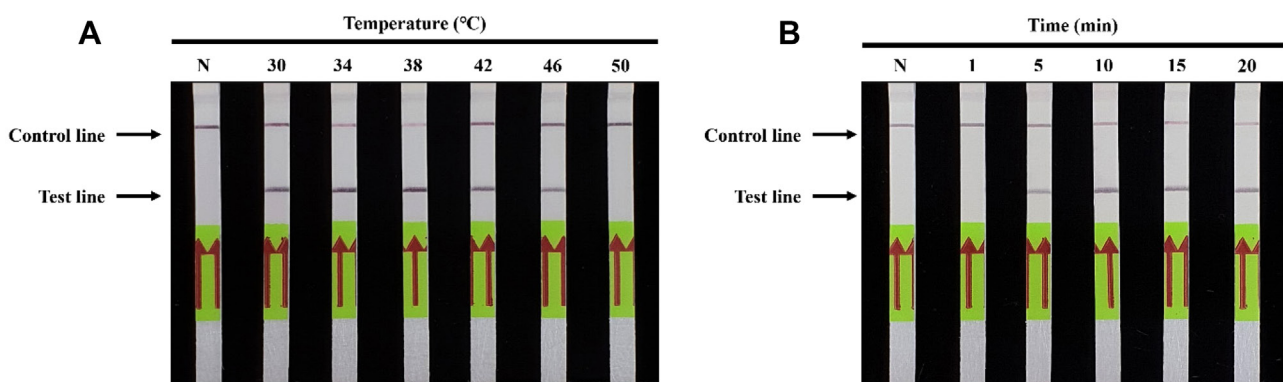 A
Temperature (℃)
N 30 34 38 42 46 50
Control line
Test line
B
Time (min)
N 1 5 10 15 20
Control line
Test line